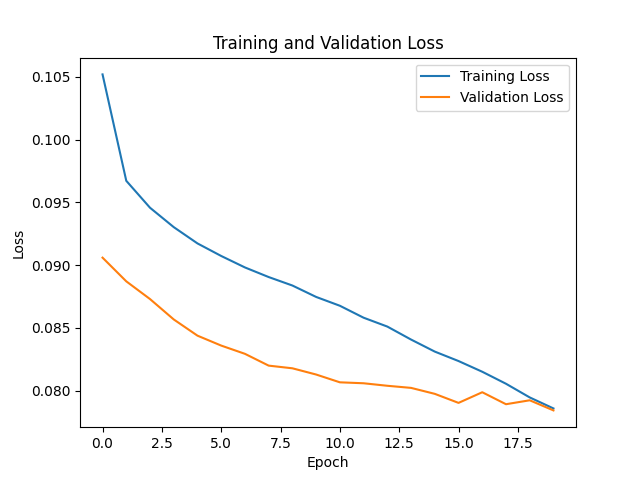 Training and Validation Loss
Training Loss
Validation Loss
0.105
0.100
0.095
0.090
0.085
0.080
Loss
0.0 2.5 5.0 7.5 10.0 12.5 15.0 17.5
Epoch